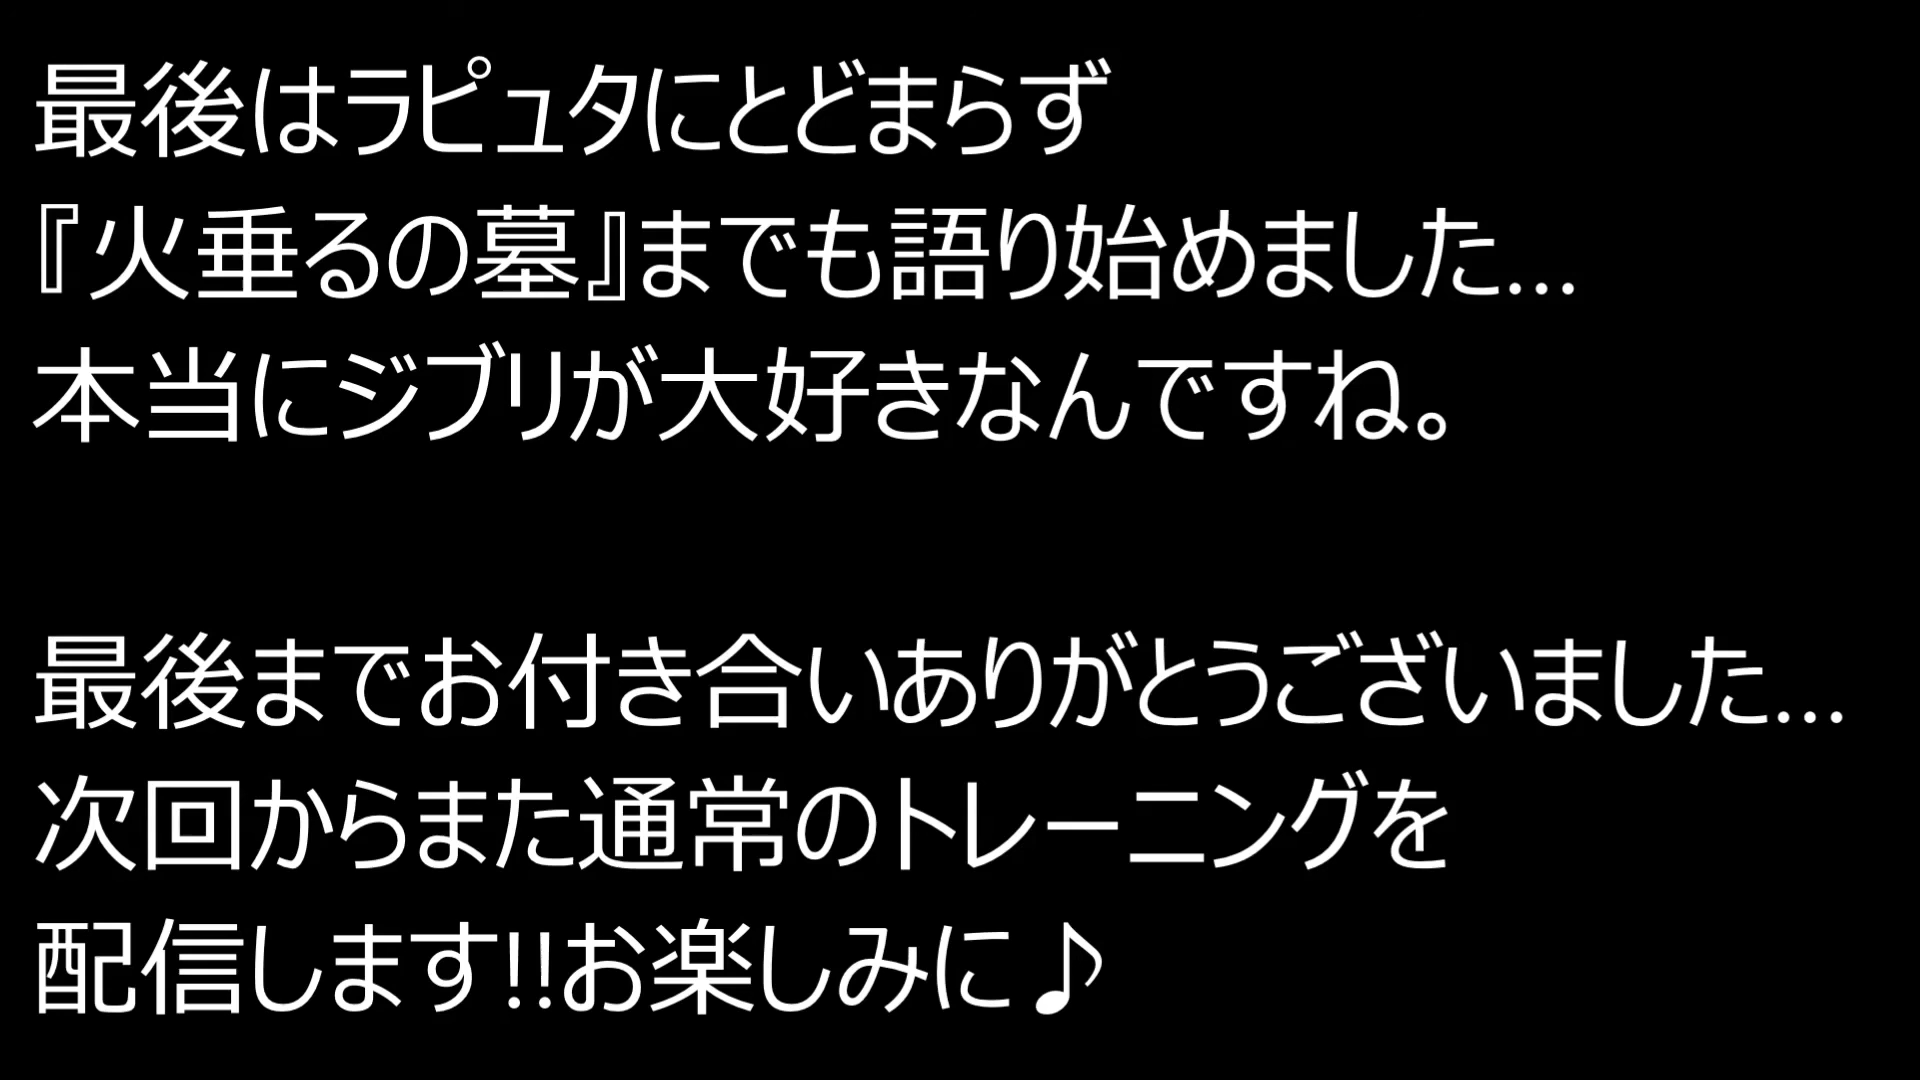 最後はラピュタにとどまらず
『火垂るの墓』までも語り始めました…
本当にジブリが大好きなんですね。
最後までお付き合いありがとうございました…
次回からまた通常のトレーニングを
配信します!!お楽しみに♪